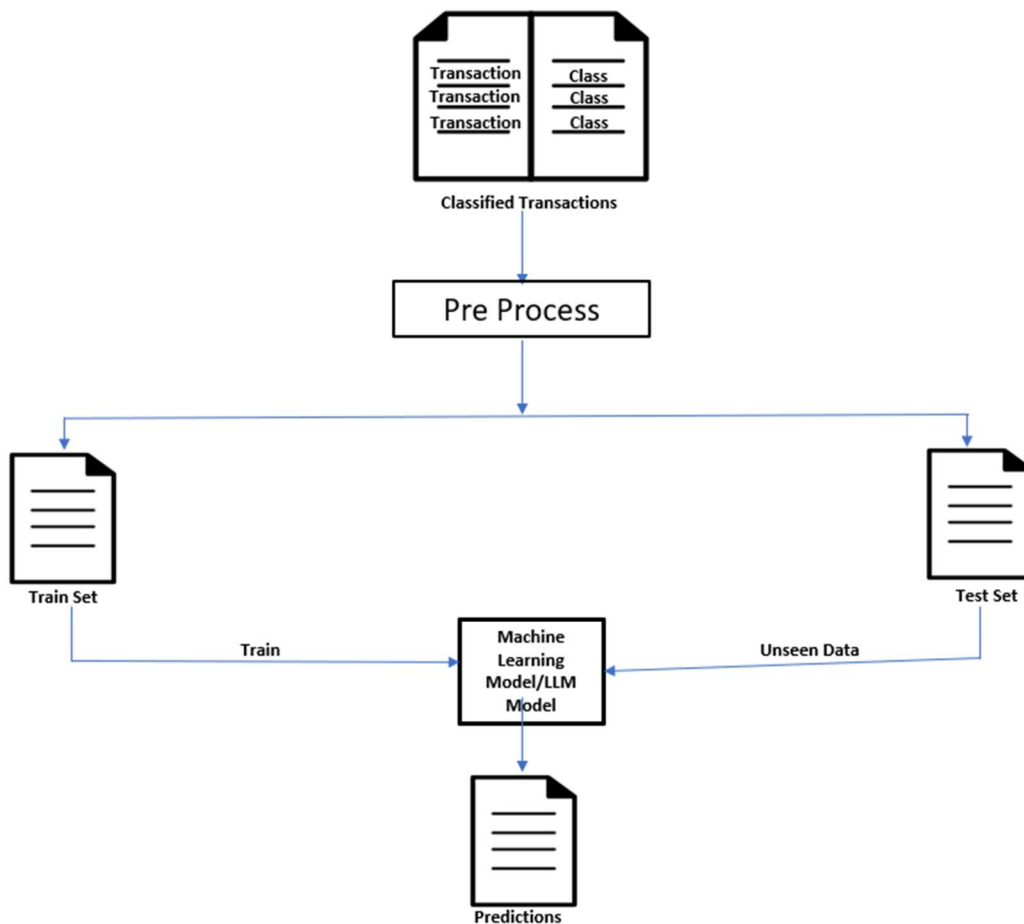 Transaction
Class
Transaction
Class
Transaction
Class
Classified Transactions
Pre Process
Train Set
Test Set
Train
Machine
Learning
Model/LLM
Model
Unseen Data
Predictions